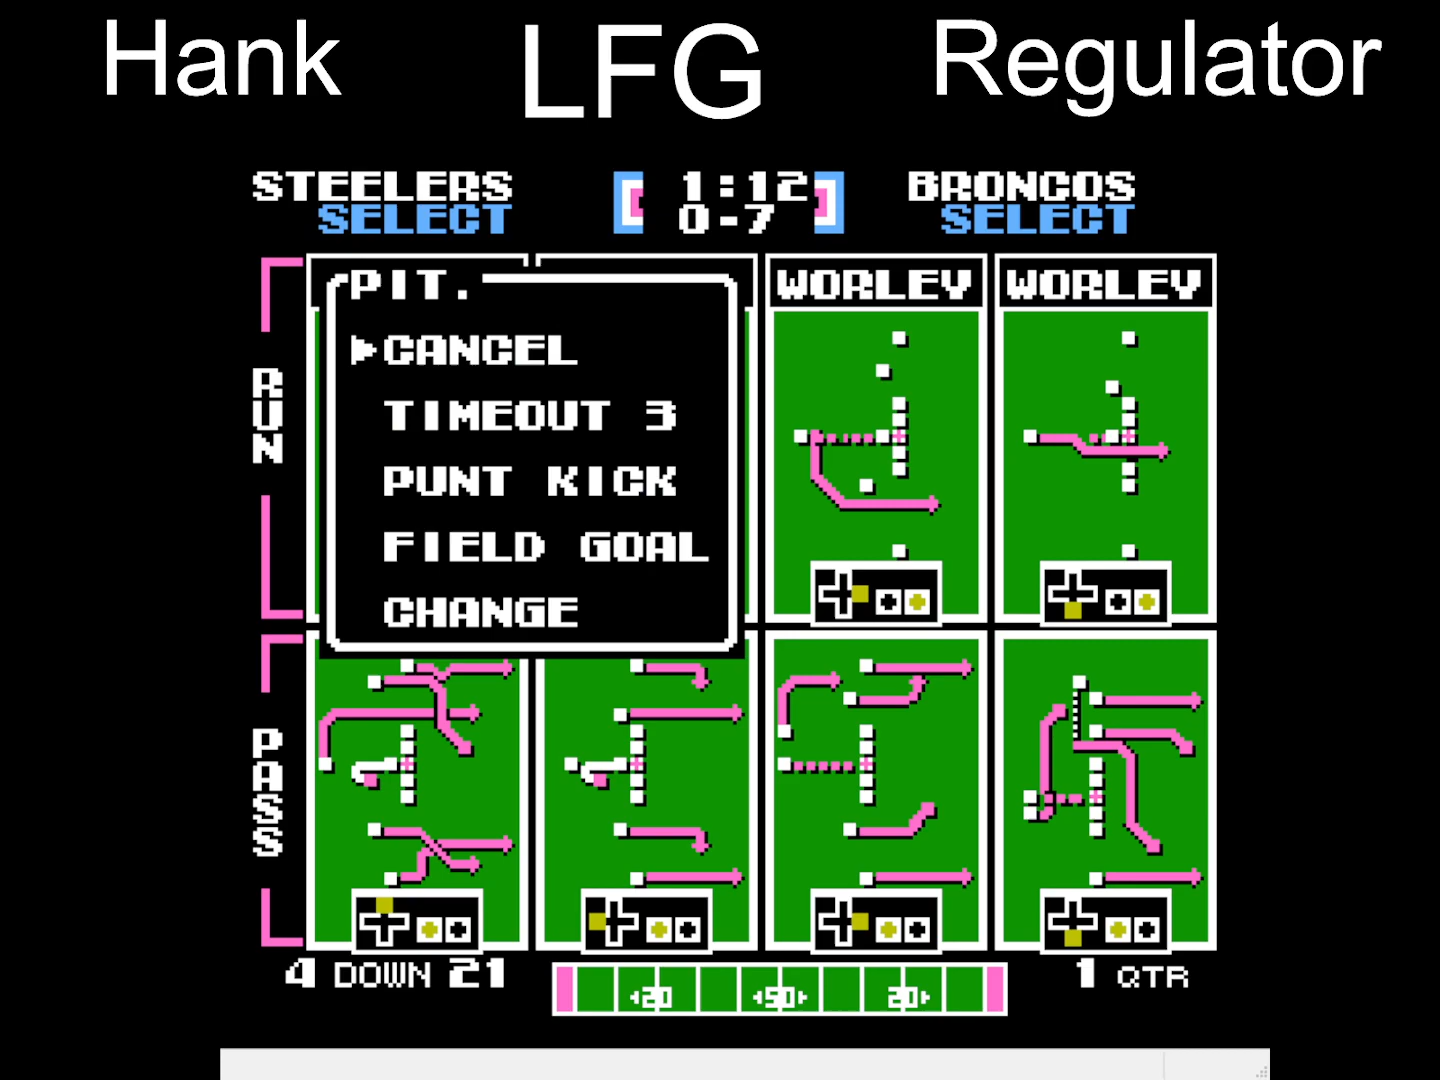 Hank LFG Regulator
STEELERS 1:12 BRONCOS
SELECT 0-7 SELECT
PIT.
CANCEL
TIMEOUT 3
PUNT KICK
FIELD GOAL
CHANGE
WORLEY WORLEY
RUN
PASS
4 DOWN 21
20 50 20
1 QTR